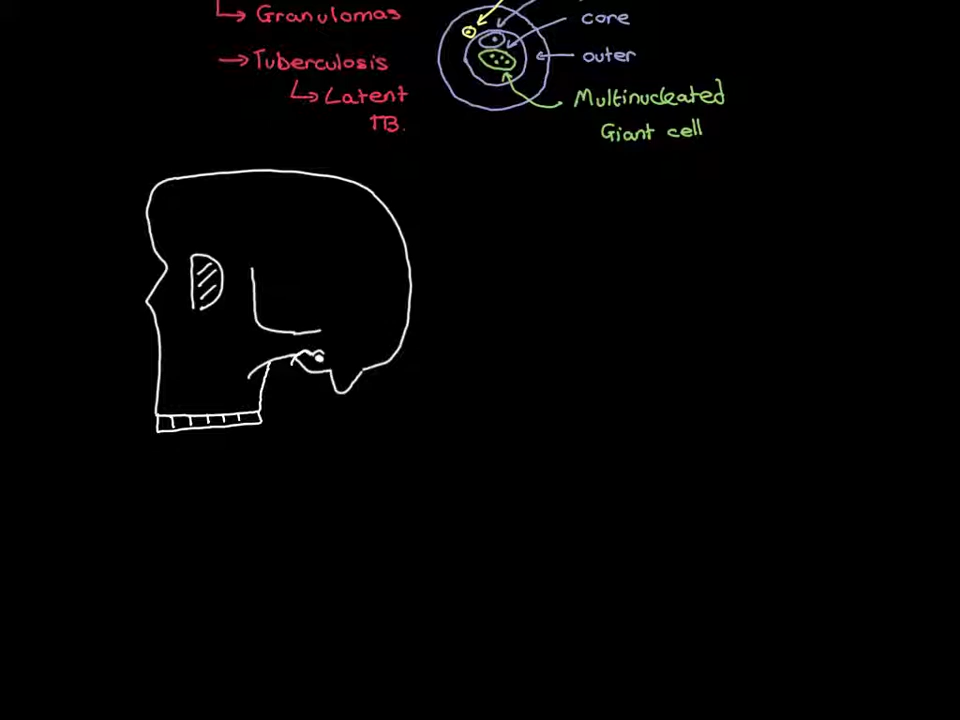 Granulomas
core
Tuberculosis
outer
Latent
TB.
Multinucleated
Giant cell